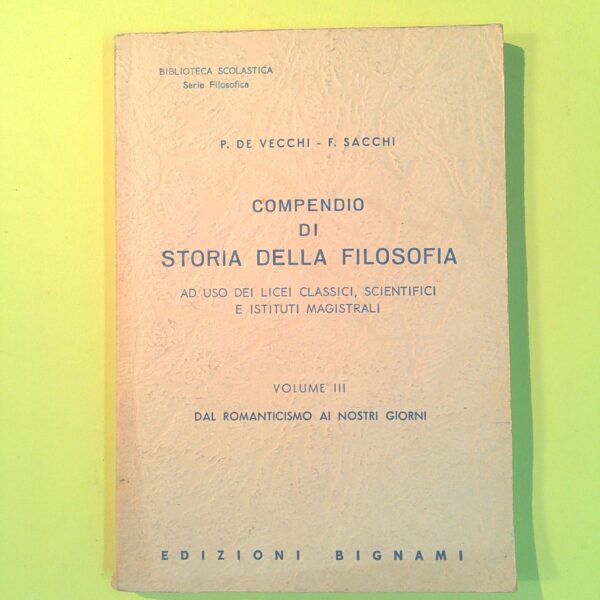 BIBLIOTECA SCOLASTICA
Serie Filosofica
P. DE VECCHI - F. SACCHI
COMPENDIO
DI
STORIA DELLA FILOSOFIA
AD USO DEI LICEI CLASSICI, SCIENTIFICI
E ISTITUTI MAGISTRALI
VOLUME III
DAL ROMANTICISMO AI NOSTRI GIORNI
EDIZIONI BIGNAMI